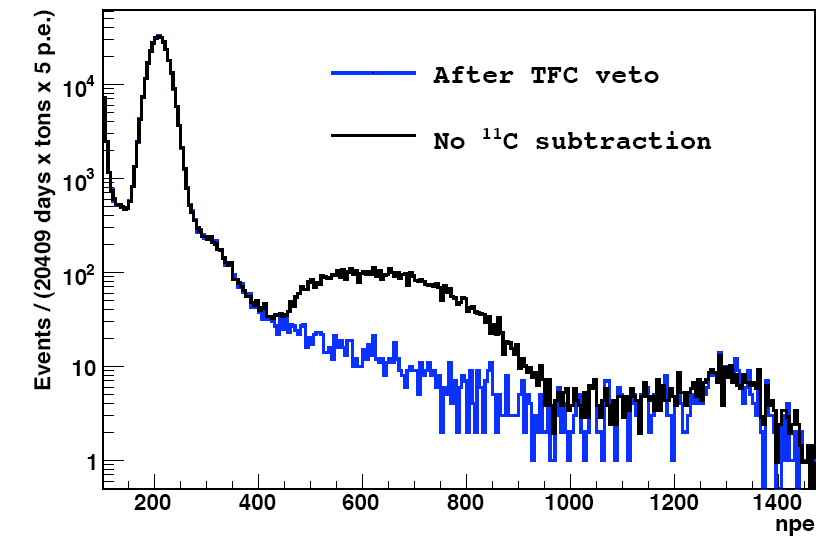 Events / (20409 days x tons x 5 p.e.)
10⁴
10³
10²
10
1
After TFC veto
No ¹¹C subtraction
200 400 600 800 1000 1200 1400
npe